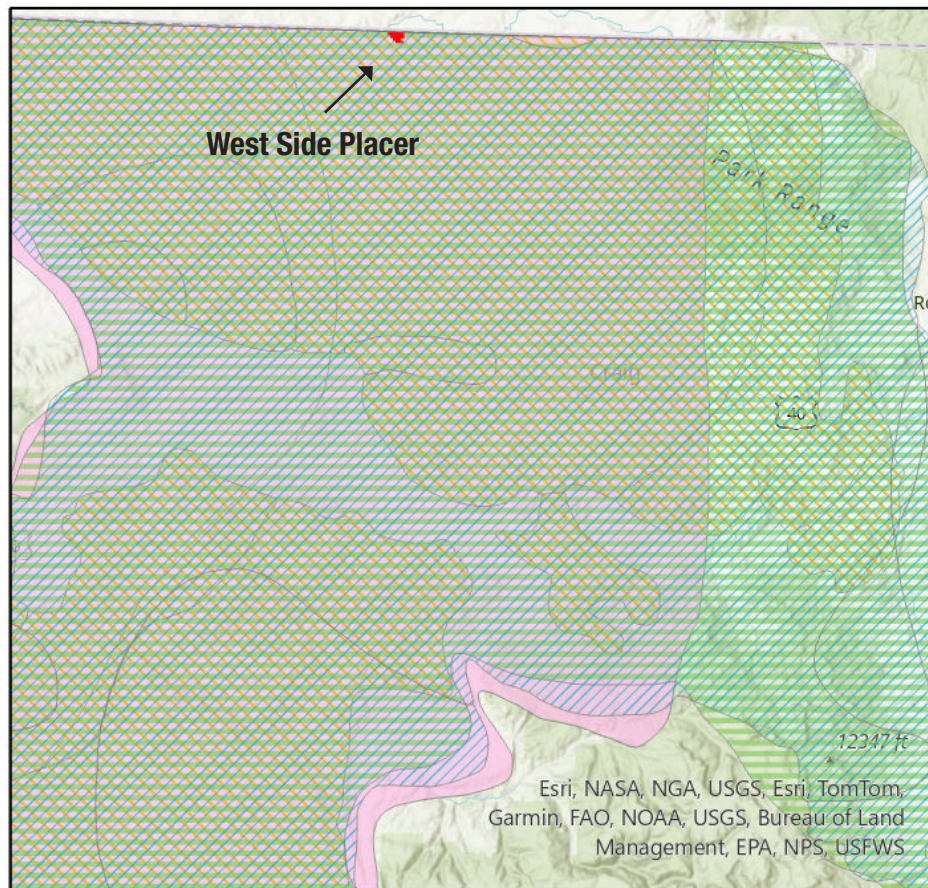 West Side Placer
Park Range
Craig
40
12347 ft
Esri, NASA, NGA, USGS, Esri, TomTom,
Garmin, FAO, NOAA, USGS, Bureau of Land
Management, EPA, NPS, USFWS